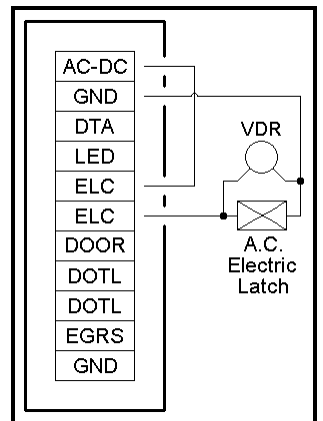 AC-DC
GND
DTA
LED
ELC
ELC
DOOR
DOTL
DOTL
EGRS
GND
VDR
A.C.
Electric
Latch